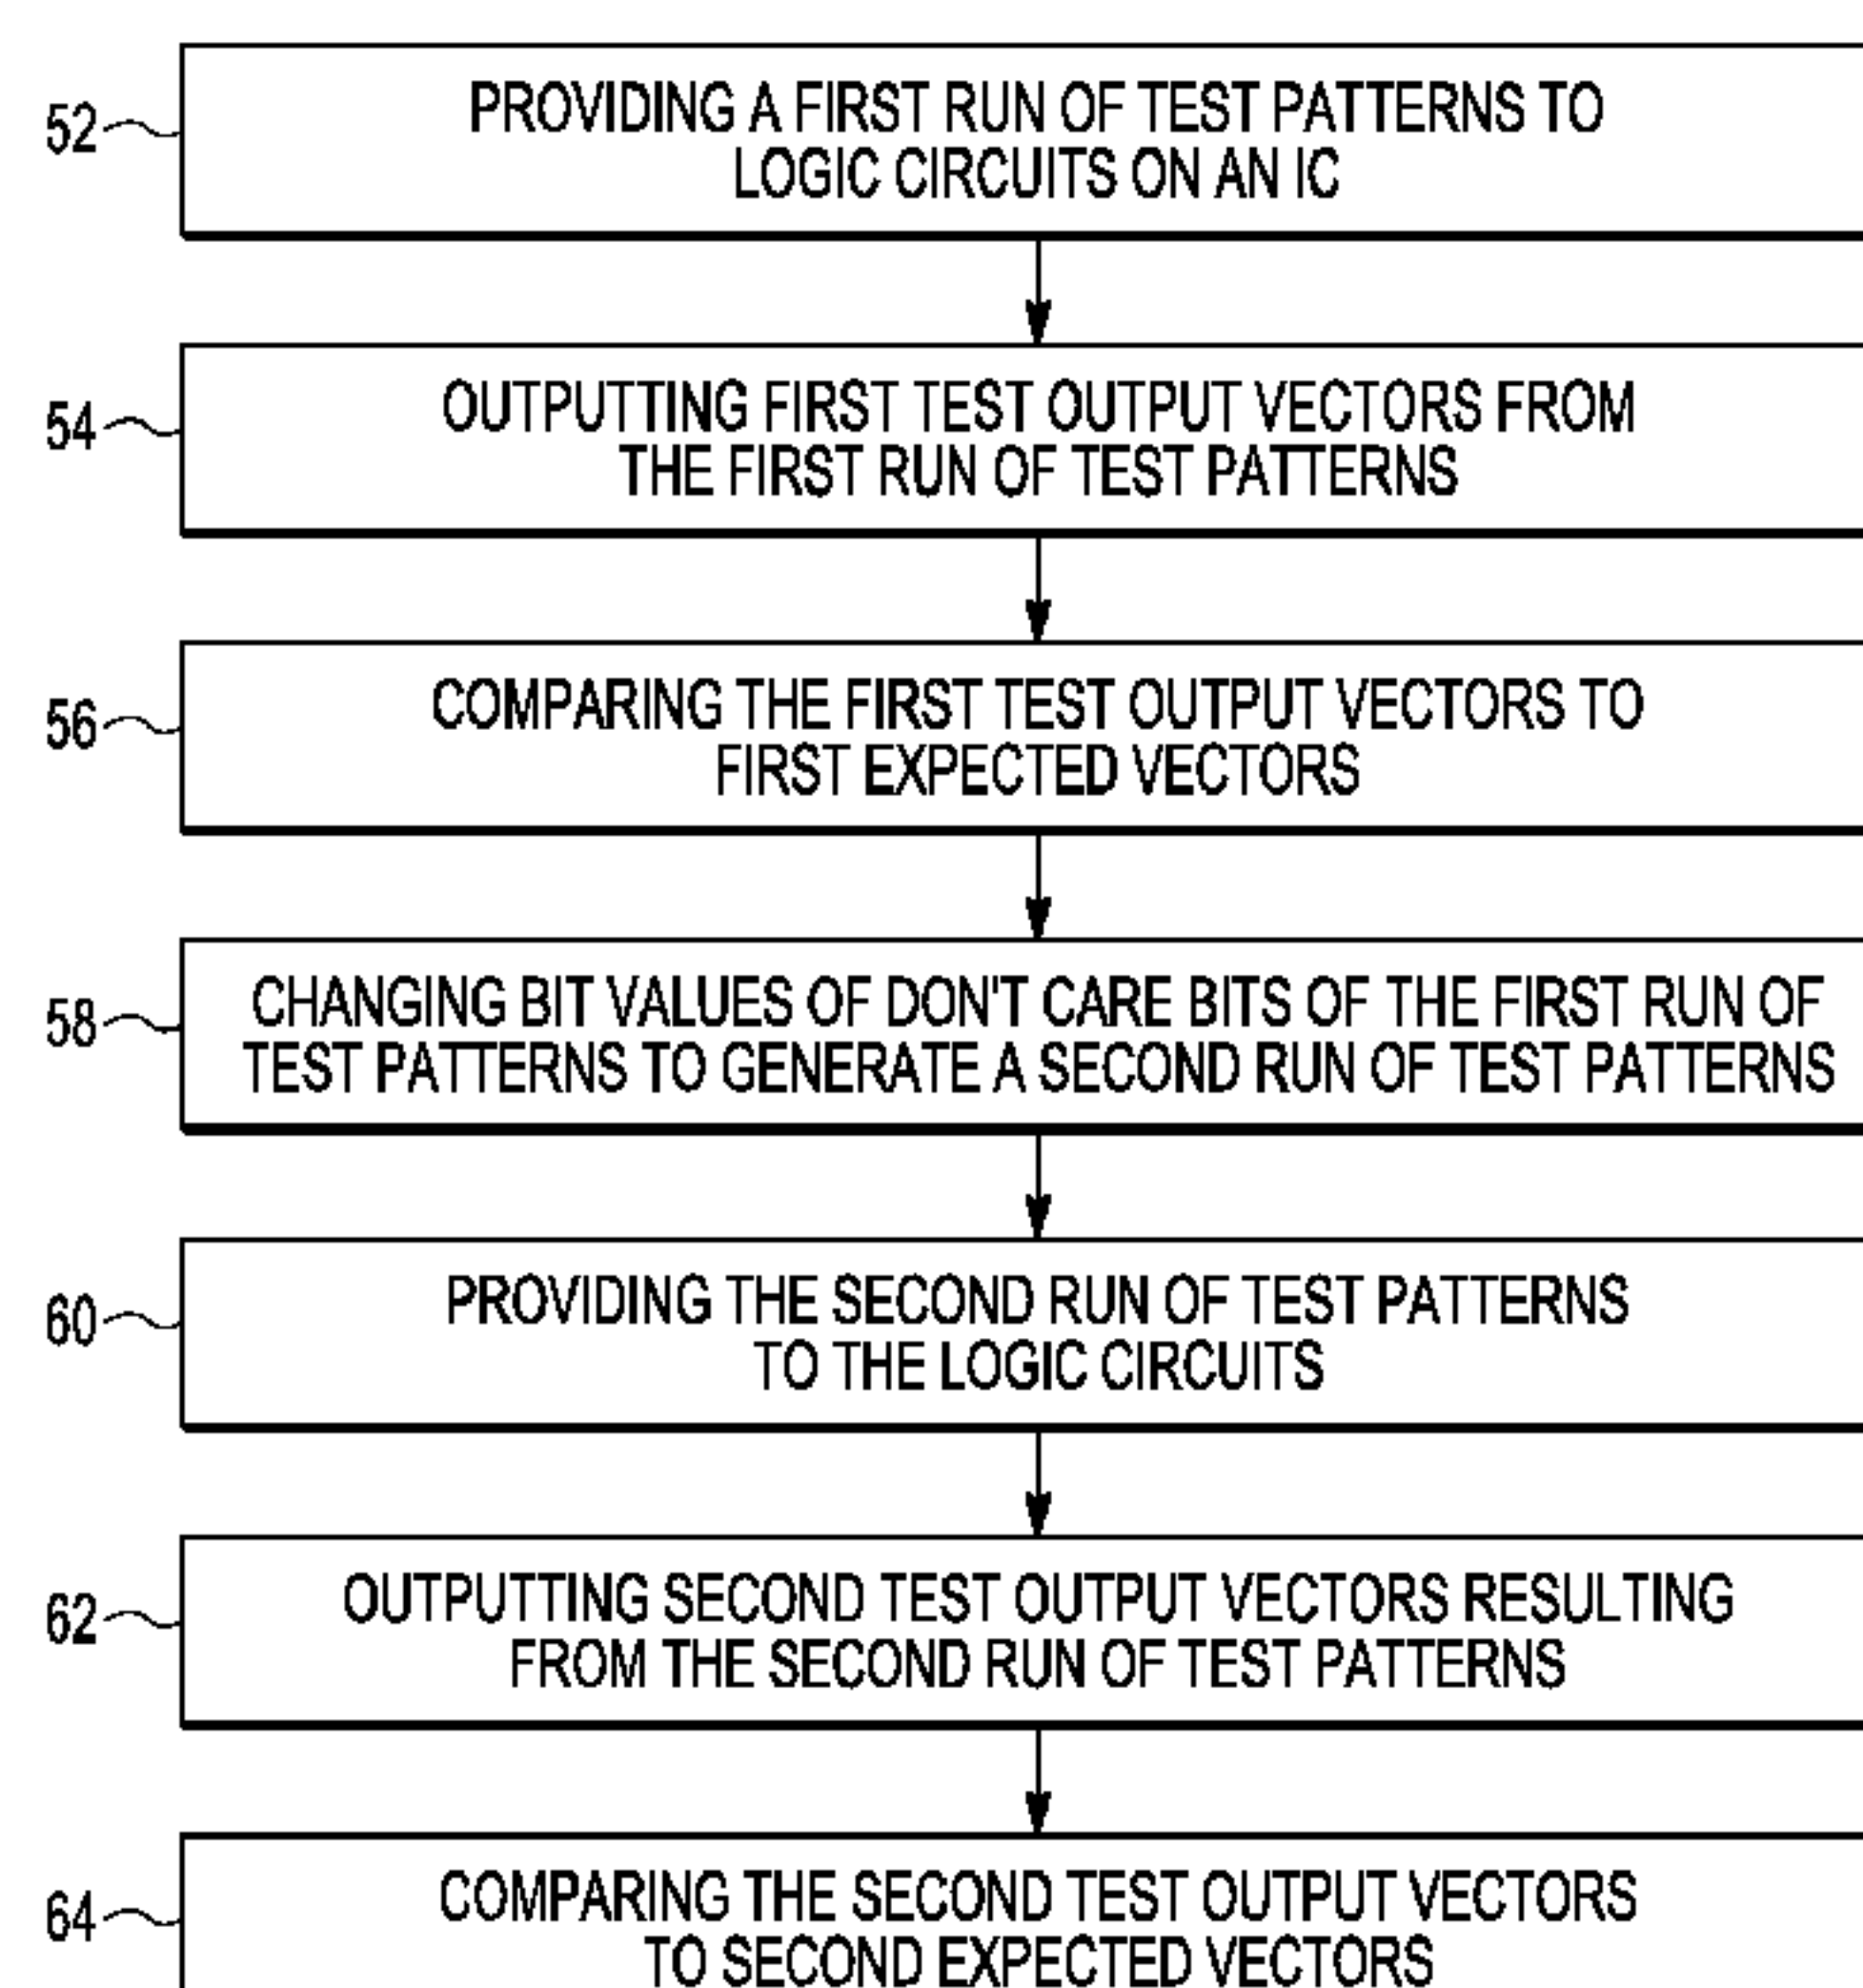 52
PROVIDING A FIRST RUN OF TEST PATTERNS TO
LOGIC CIRCUITS ON AN IC
54
OUTPUTTING FIRST TEST OUTPUT VECTORS FROM
THE FIRST RUN OF TEST PATTERNS
56
COMPARING THE FIRST TEST OUTPUT VECTORS TO
FIRST EXPECTED VECTORS
58
CHANGING BIT VALUES OF DON'T CARE BITS OF THE FIRST RUN OF
TEST PATTERNS TO GENERATE A SECOND RUN OF TEST PATTERNS
60
PROVIDING THE SECOND RUN OF TEST PATTERNS
TO THE LOGIC CIRCUITS
62
OUTPUTTING SECOND TEST OUTPUT VECTORS RESULTING
FROM THE SECOND RUN OF TEST PATTERNS
64
COMPARING THE SECOND TEST OUTPUT VECTORS
TO SECOND EXPECTED VECTORS